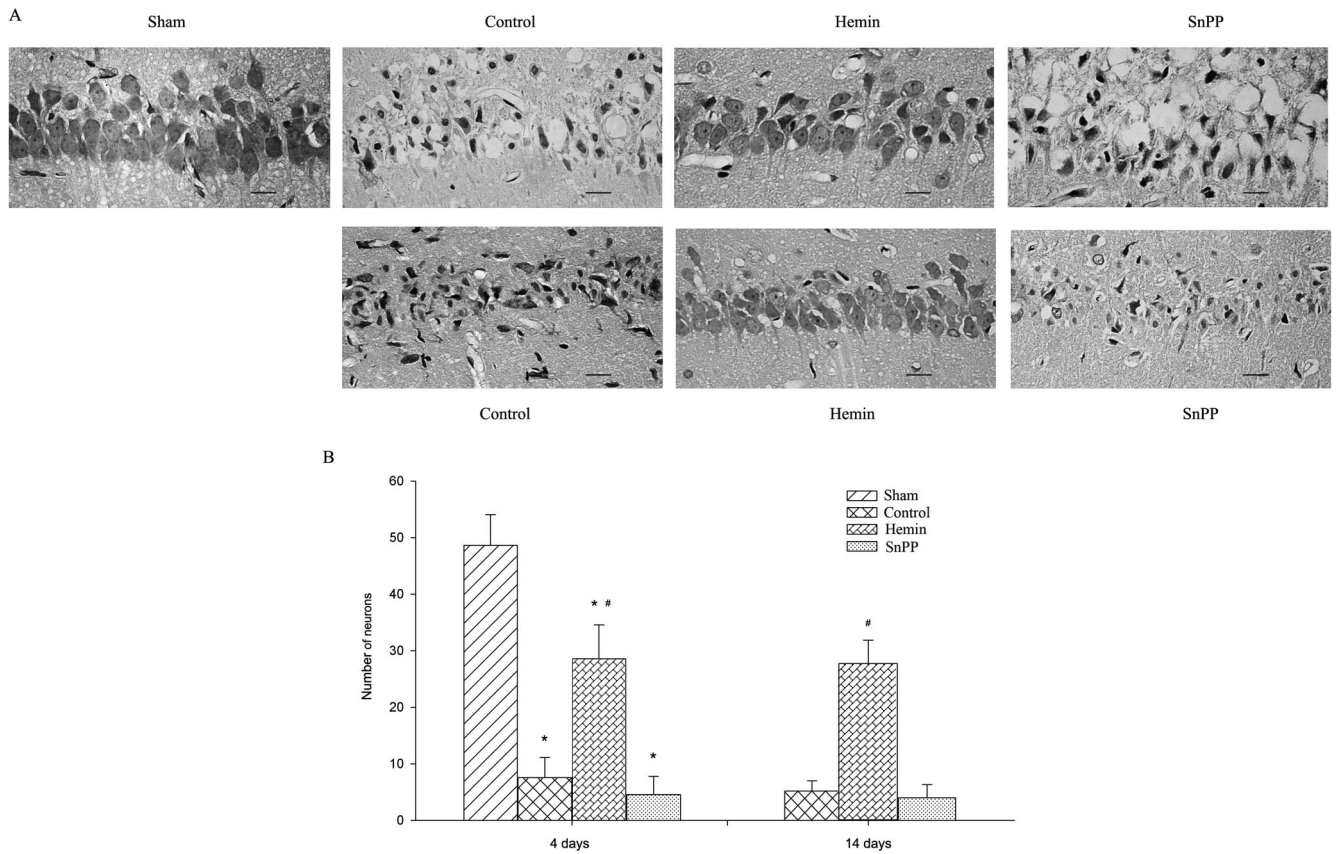 A
Sham Control Hemin SnPP
Control Hemin SnPP
B
60
50
40
30
20
10
0
Number of neurons
Sham
Control
Hemin
SnPP
*
* #
*
#
4 days 14 days